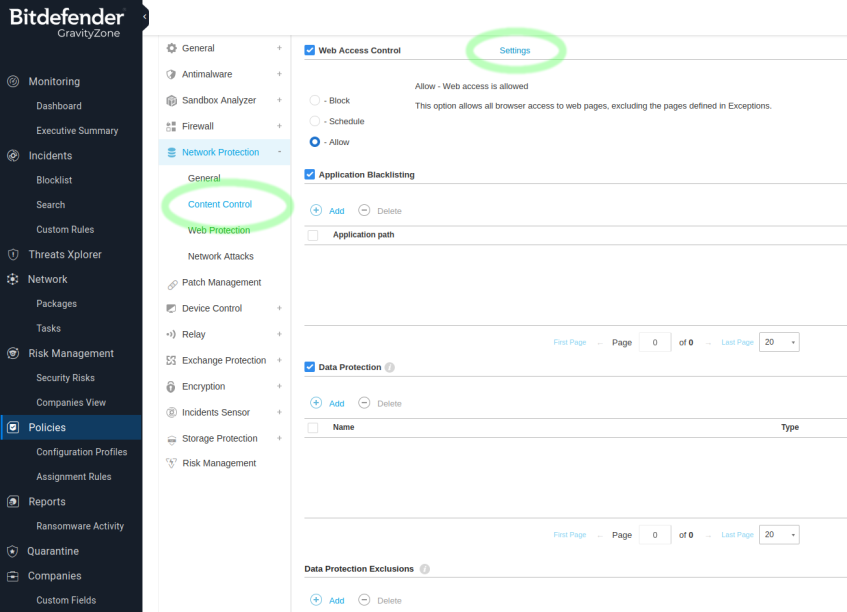 Bitdefender
GravityZone
Monitoring
Dashboard
Executive Summary
Incidents
Blocklist
Search
Custom Rules
Threats Xplorer
Network
Packages
Tasks
Risk Management
Security Risks
Companies View
Policies
Configuration Profiles
Assignment Rules
Reports
Ransomware Activity
Quarantine
Companies
Custom Fields
General +
Antimalware +
Sandbox Analyzer +
Firewall +
Network Protection -
General
Content Control
Web Protection
Network Attacks
Patch Management
Device Control +
Relay +
Exchange Protection +
Encryption +
Incidents Sensor +
Storage Protection +
Risk Management
Web Access Control Settings
- Block
- Schedule
- Allow
Allow - Web access is allowed
This option allows all browser access to web pages, excluding the pages defined in Exceptions.
Application Blacklisting
Add Delete
Application path
First Page ← Page 0 of 0 → Last Page 20
Data Protection
Add Delete
Name Type
First Page ← Page 0 of 0 → Last Page 20
Data Protection Exclusions
Add Delete